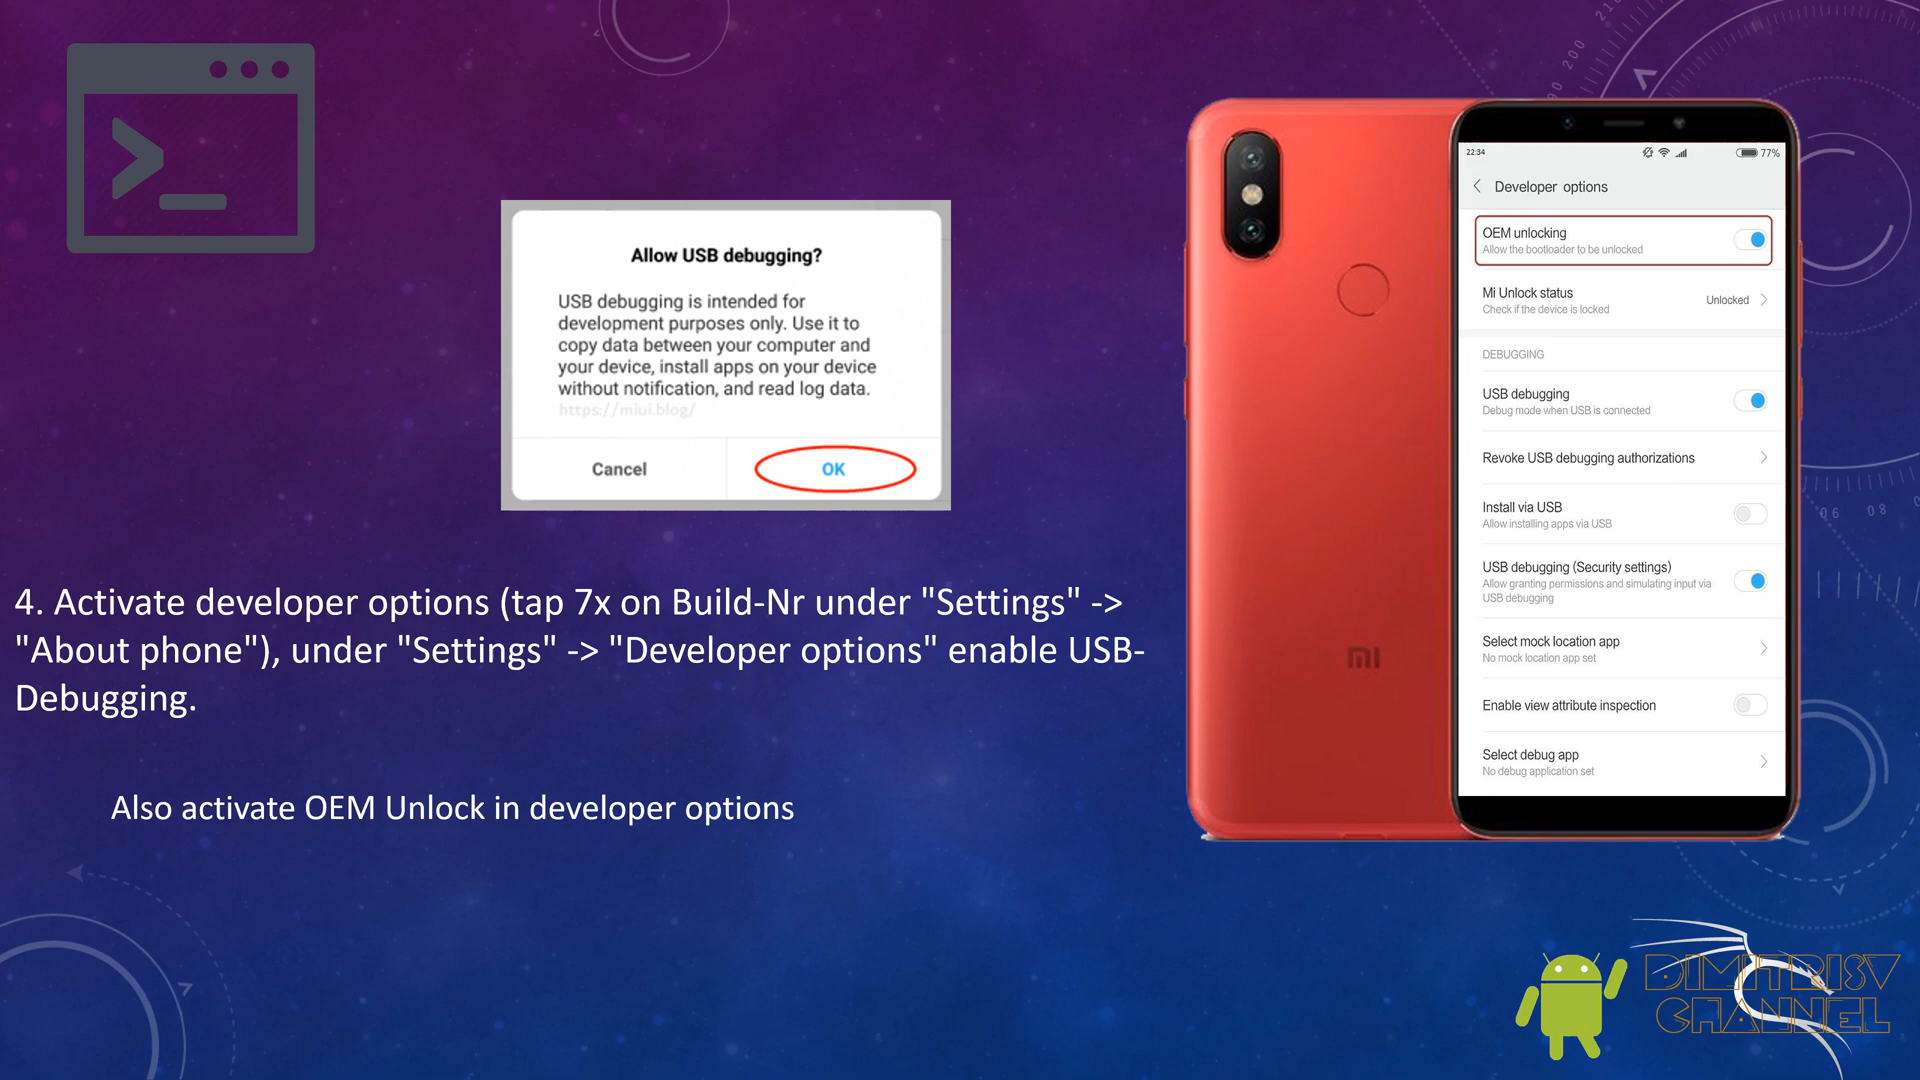 Allow USB debugging?
USB debugging is intended for
development purposes only. Use it to
copy data between your computer and
your device, install apps on your device
without notification, and read log data.
https://miui.blog/
Cancel
OK
4. Activate developer options (tap 7x on Build-Nr under "Settings" ->
"About phone"), under "Settings" -> "Developer options" enable USB-
Debugging.
Also activate OEM Unlock in developer options
22:34
77%
Developer options
OEM unlocking
Allow the bootloader to be unlocked
Mi Unlock status
Unlocked
Check if the device is locked
DEBUGGING
USB debugging
Debug mode when USB is connected
Revoke USB debugging authorizations
Install via USB
Allow installing apps via USB
USB debugging (Security settings)
Allow granting permissions and simulating input via
USB debugging
Select mock location app
No mock location app set
Enable view attribute inspection
Select debug app
No debug application set
MI
200
80
DIMITRISV
CHANNEL